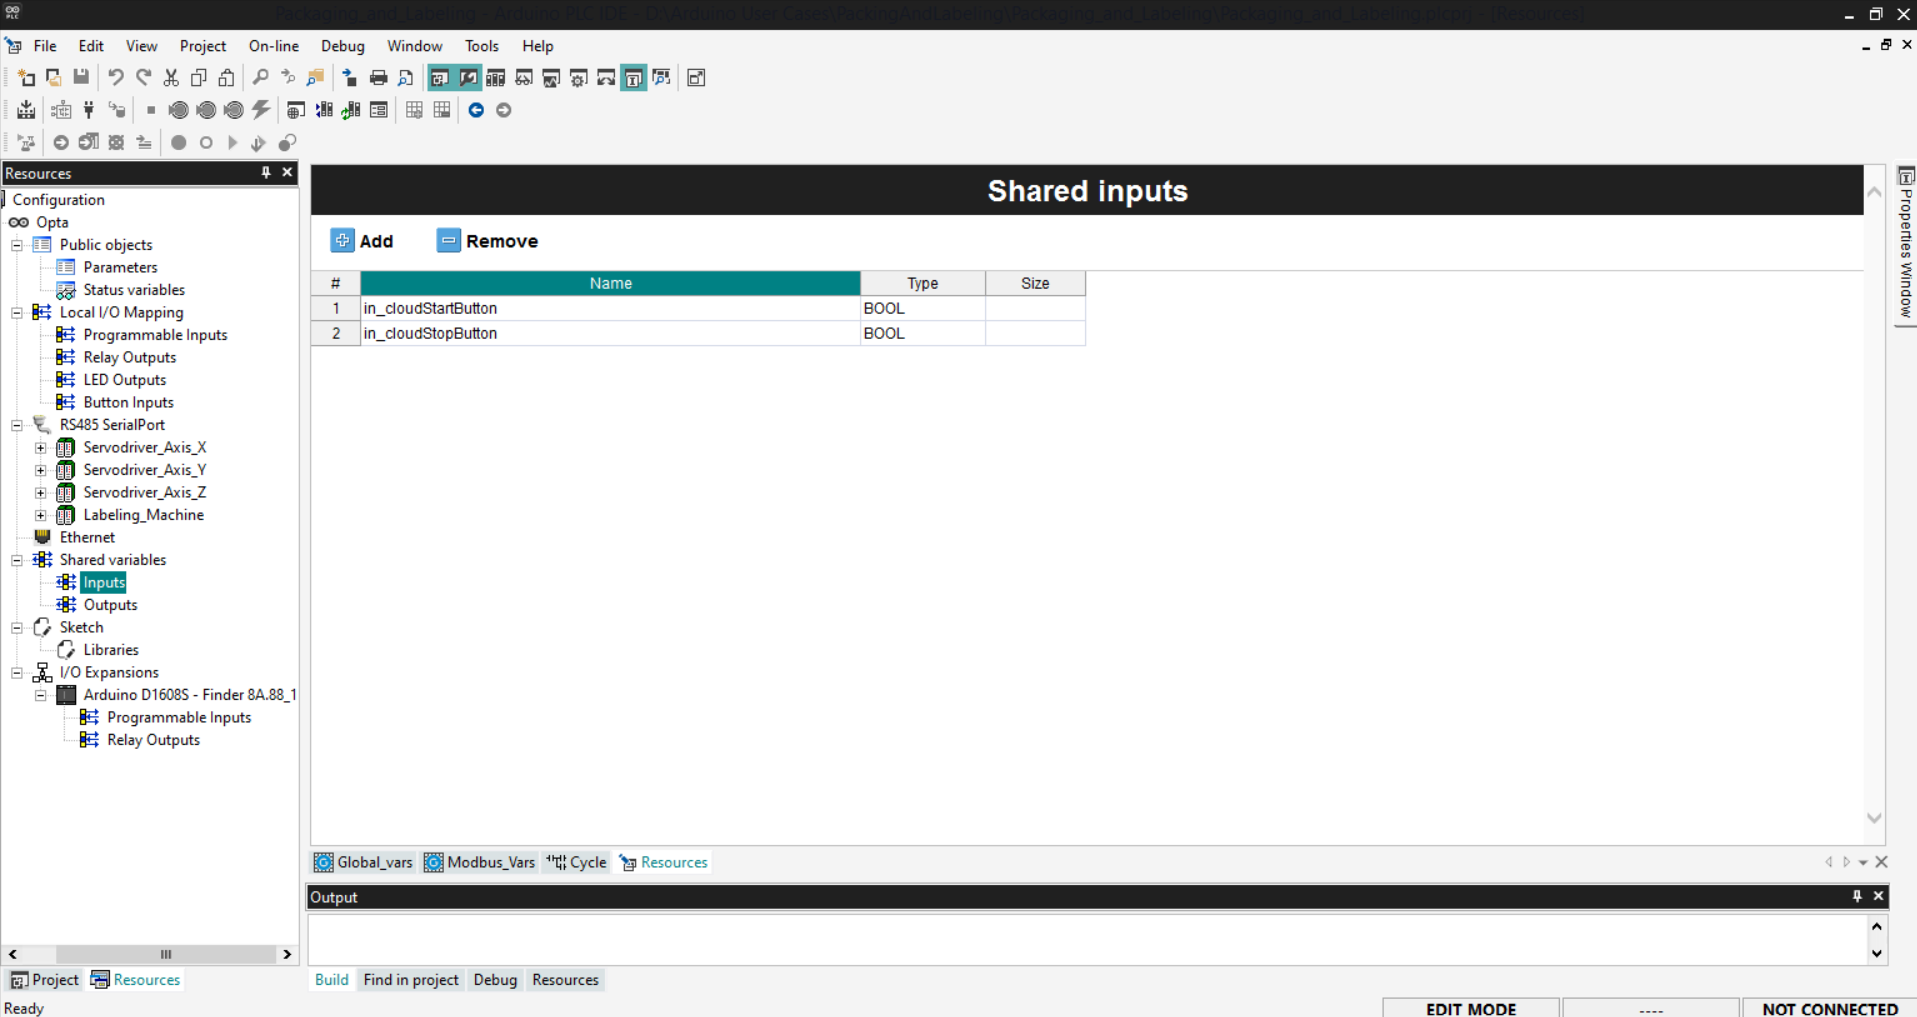 Packaging_and_Labeling - Arduino PLC IDE - D:\Arduino User Cases\PackingAndLabeling\Packaging_and_Labeling\Packaging_and_Labeling.plcprj - [Resources]
File Edit View Project On-line Debug Window Tools Help
Resources
Configuration
Opta
Public objects
Parameters
Status variables
Local I/O Mapping
Programmable Inputs
Relay Outputs
LED Outputs
Button Inputs
RS485 SerialPort
Servodriver_Axis_X
Servodriver_Axis_Y
Servodriver_Axis_Z
Labeling_Machine
Ethernet
Shared variables
Inputs
Outputs
Sketch
Libraries
I/O Expansions
Arduino D1608S - Finder 8A.88_1
Programmable Inputs
Relay Outputs
Project Resources
Shared inputs
Add Remove
# Name Type Size
1 in_cloudStartButton BOOL
2 in_cloudStopButton BOOL
Global_vars Modbus_Vars Cycle Resources
Output
Build Find in project Debug Resources
Properties Window
Ready
EDIT MODE ---- NOT CONNECTED